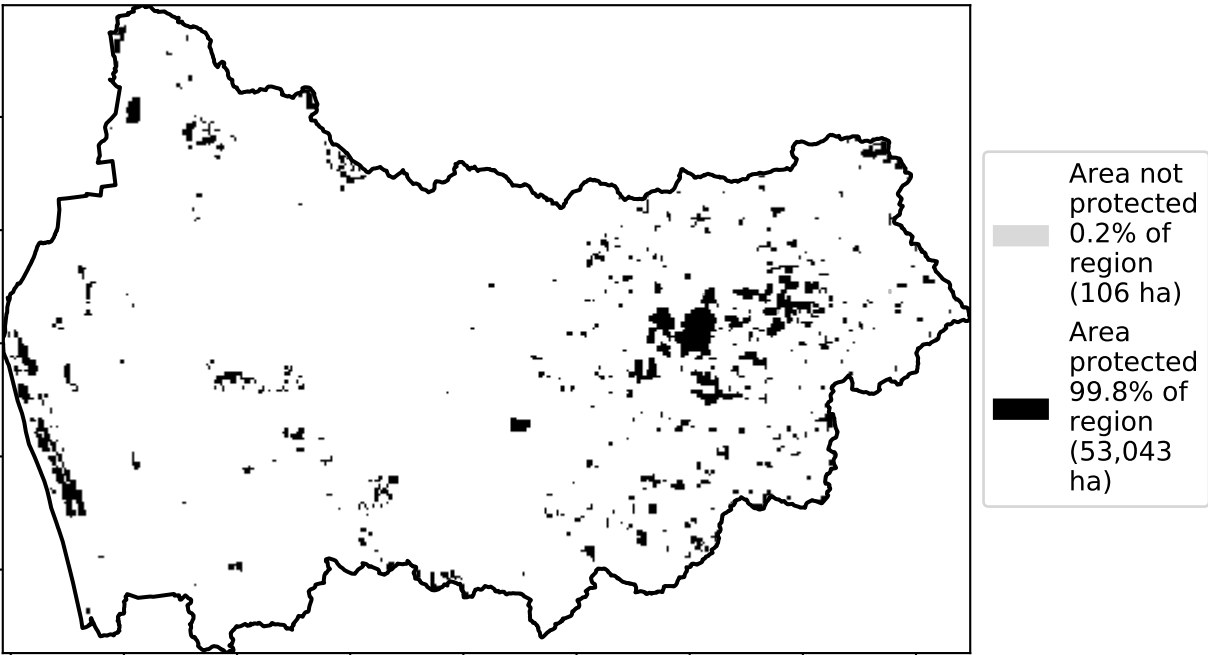 Area not
protected
0.2% of
region
(106 ha)
Area
protected
99.8% of
region
(53,043
ha)